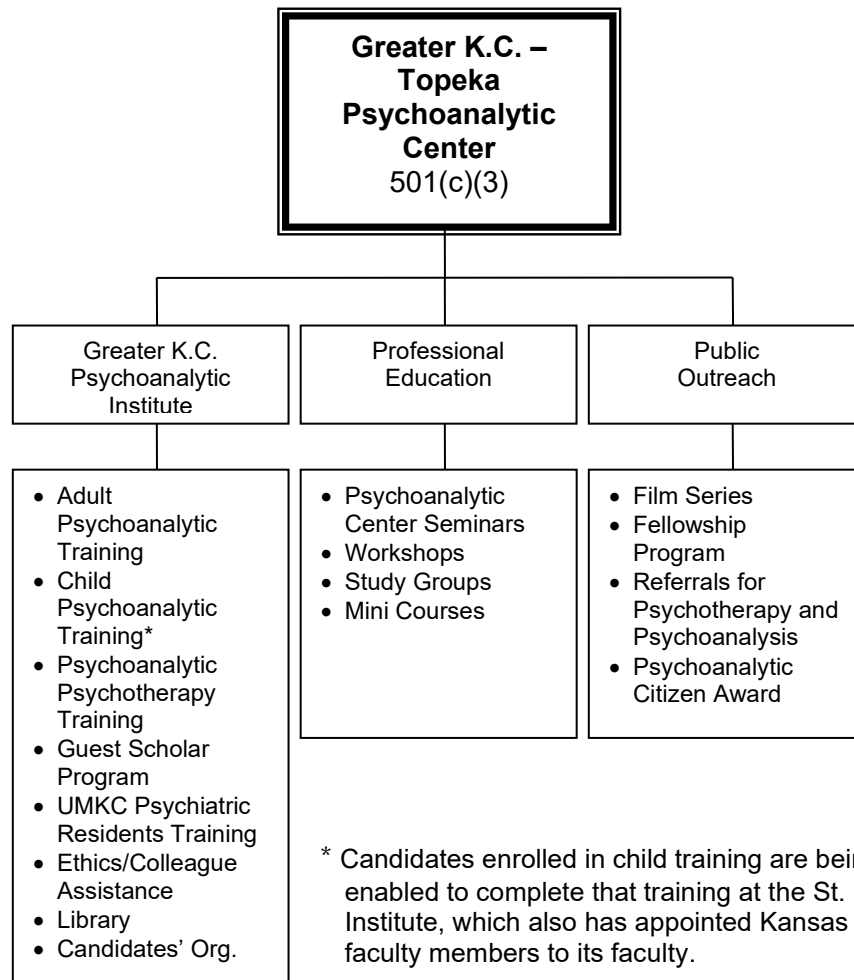 Greater K.C. –
Topeka
Psychoanalytic
Center
501(c)(3)
Greater K.C.
Psychoanalytic
Institute
Professional
Education
Public
Outreach
• Adult
Psychoanalytic
Training
• Child
Psychoanalytic
Training*
• Psychoanalytic
Psychotherapy
Training
• Guest Scholar
Program
• UMKC Psychiatric
Residents Training
• Ethics/Colleague
Assistance
• Library
• Candidates’ Org.
• Psychoanalytic
Center Seminars
• Workshops
• Study Groups
• Mini Courses
• Film Series
• Fellowship
Program
• Referrals for
Psychotherapy and
Psychoanalysis
• Psychoanalytic
Citizen Award
* Candidates enrolled in child training are
enabled to complete that training at the St.
Institute, which also has appointed Kansas
faculty members to its faculty.